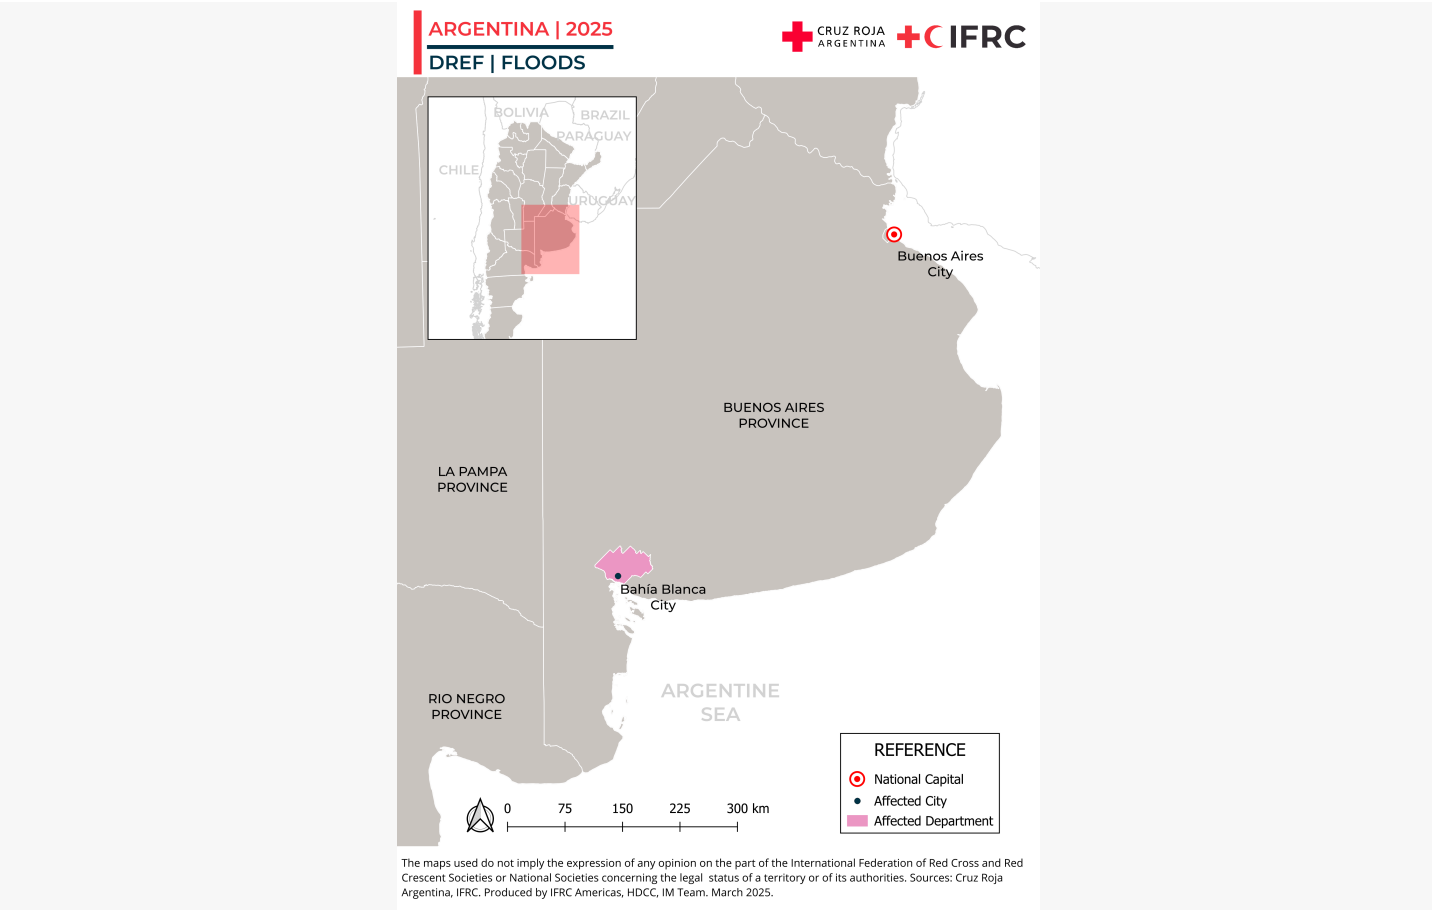 ARGENTINA | 2025
DREF | FLOODS
CRUZ ROJA
ARGENTINA
IFRC
BOLIVIA
BRAZIL
PARAGUAY
CHILE
URUGUAY
Buenos Aires
City
BUENOS AIRES
PROVINCE
LA PAMPA
PROVINCE
Bahía Blanca
City
RIO NEGRO
PROVINCE
ARGENTINE
SEA
REFERENCE
National Capital
Affected City
Affected Department
0 75 150 225 300 km
The maps used do not imply the expression of any opinion on the part of the International Federation of Red Cross and Red
Crescent Societies or National Societies concerning the legal status of a territory or of its authorities. Sources: Cruz Roja
Argentina, IFRC. Produced by IFRC Americas, HDCC, IM Team. March 2025.